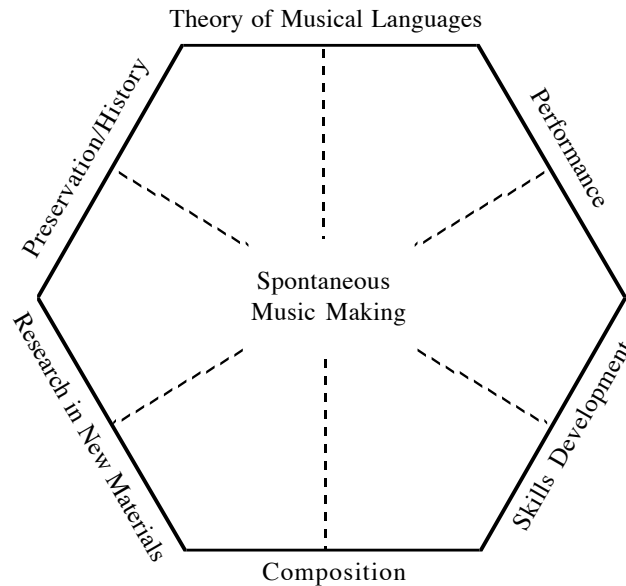 Theory of Musical Languages
Preservation/History
Performance
Spontaneous
Music Making
Research in New Materials
Skills Development
Composition